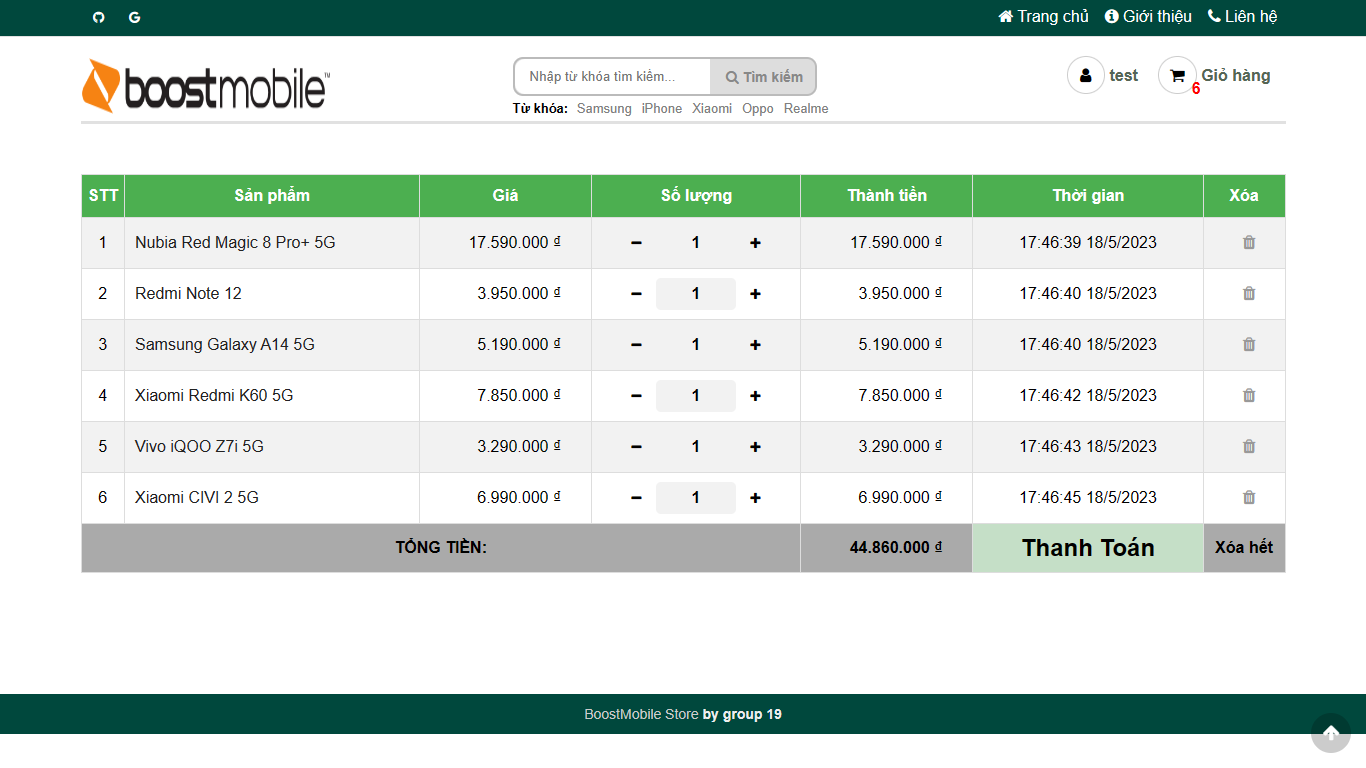 Trang chủ Giới thiệu Liên hệ
boostmobile™
Nhập từ khóa tìm kiếm... Tìm kiếm
test
Giỏ hàng
6
Từ khóa: Samsung iPhone Xiaomi Oppo Realme
STT Sản phẩm Giá Số lượng Thành tiền Thời gian Xóa
1 Nubia Red Magic 8 Pro+ 5G 17.590.000 ₫ 1 17.590.000 ₫ 17:46:39 18/5/2023
2 Redmi Note 12 3.950.000 ₫ 1 3.950.000 ₫ 17:46:40 18/5/2023
3 Samsung Galaxy A14 5G 5.190.000 ₫ 1 5.190.000 ₫ 17:46:40 18/5/2023
4 Xiaomi Redmi K60 5G 7.850.000 ₫ 1 7.850.000 ₫ 17:46:42 18/5/2023
5 Vivo iQOO Z7i 5G 3.290.000 ₫ 1 3.290.000 ₫ 17:46:43 18/5/2023
6 Xiaomi CIVI 2 5G 6.990.000 ₫ 1 6.990.000 ₫ 17:46:45 18/5/2023
TỔNG TIỀN: 44.860.000 ₫ Thanh Toán Xóa hết
BoostMobile Store by group 19